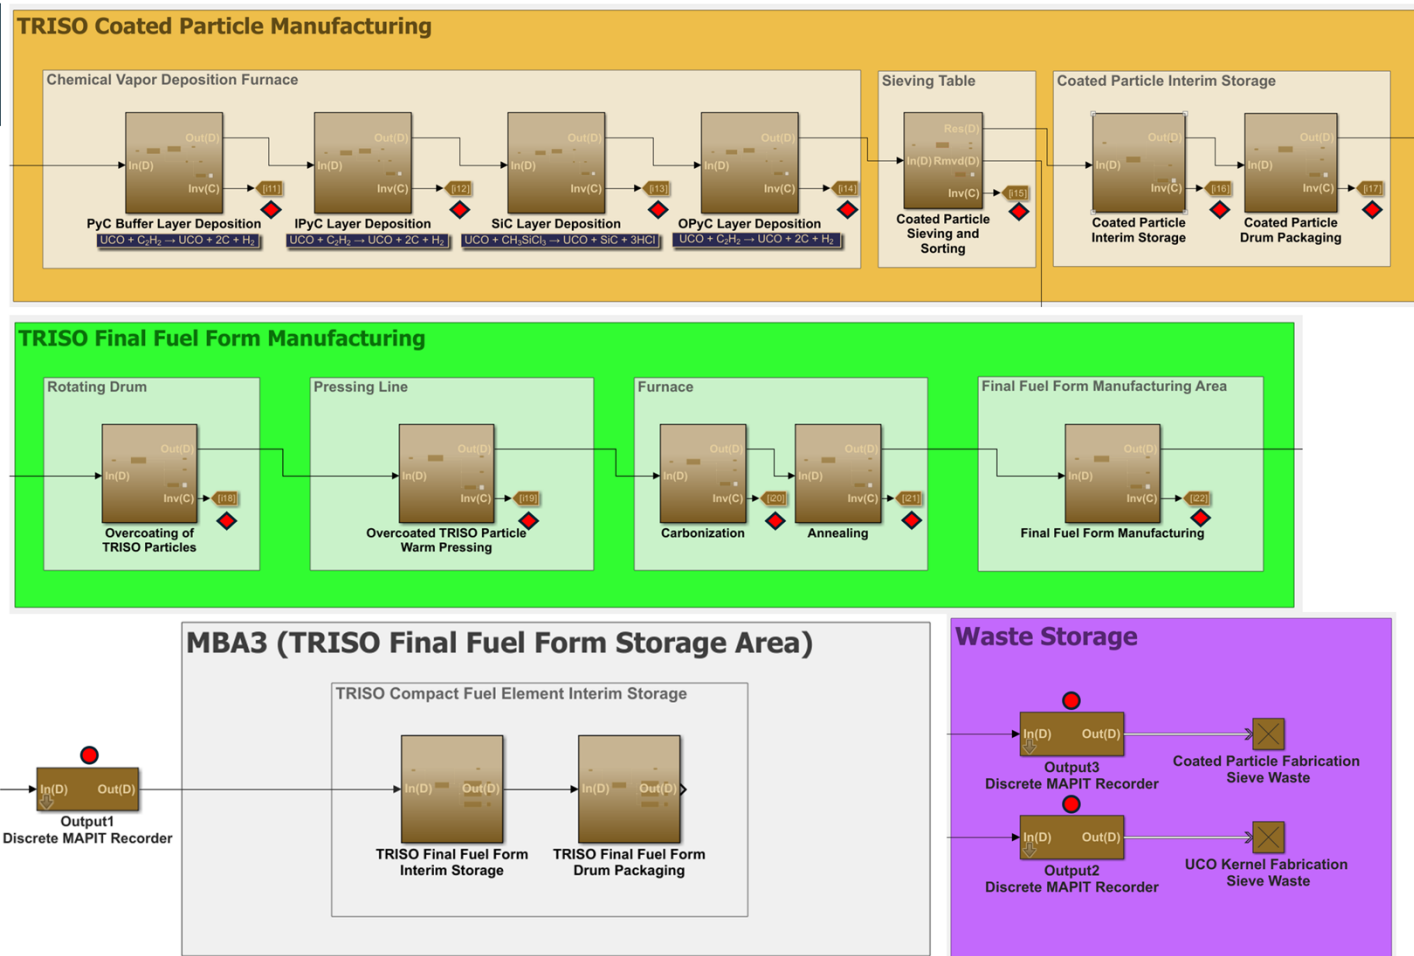 TRISO Coated Particle Manufacturing
Chemical Vapor Deposition Furnace
In(D)
Out(D)
Inv(C)
[i11]
PyC Buffer Layer Deposition
UCO + C₂H₂ → UCO + 2C + H₂
In(D)
Out(D)
Inv(C)
[i12]
IPyC Layer Deposition
UCO + C₂H₂ → UCO + 2C + H₂
In(D)
Out(D)
Inv(C)
[i13]
SiC Layer Deposition
UCO + CH₃SiCl₃ → UCO + SiC + 3HCl
In(D)
Out(D)
Inv(C)
[i14]
OPyC Layer Deposition
UCO + C₂H₂ → UCO + 2C + H₂
Sieving Table
Res(D)
In(D)
Rmvd(D)
Inv(C)
[i15]
Coated Particle
Sieving and
Sorting
Coated Particle Interim Storage
Out(D)
In(D)
Inv(C)
[i16]
Coated Particle
Interim Storage
Out(D)
In(D)
Inv(C)
[i17]
Coated Particle
Drum Packaging
TRISO Final Fuel Form Manufacturing
Rotating Drum
Out(D)
In(D)
Inv(C)
[i18]
Overcoating of
TRISO Particles
Pressing Line
Out(D)
In(D)
Inv(C)
[i19]
Overcoated TRISO Particle
Warm Pressing
Furnace
Out(D)
In(D)
Inv(C)
[i20]
Carbonization
Out(D)
In(D)
Inv(C)
[i21]
Annealing
Final Fuel Form Manufacturing Area
Out(D)
In(D)
Inv(C)
[i22]
Final Fuel Form Manufacturing
In(D)
Out(D)
Output1
Discrete MAPIT Recorder
MBA3 (TRISO Final Fuel Form Storage Area)
TRISO Compact Fuel Element Interim Storage
In(D)
Out(D)
TRISO Final Fuel Form
Interim Storage
In(D)
Out(D)
TRISO Final Fuel Form
Drum Packaging
Waste Storage
In(D)
Out(D)
Output3
Discrete MAPIT Recorder
Coated Particle Fabrication
Sieve Waste
In(D)
Out(D)
Output2
Discrete MAPIT Recorder
UCO Kernel Fabrication
Sieve Waste